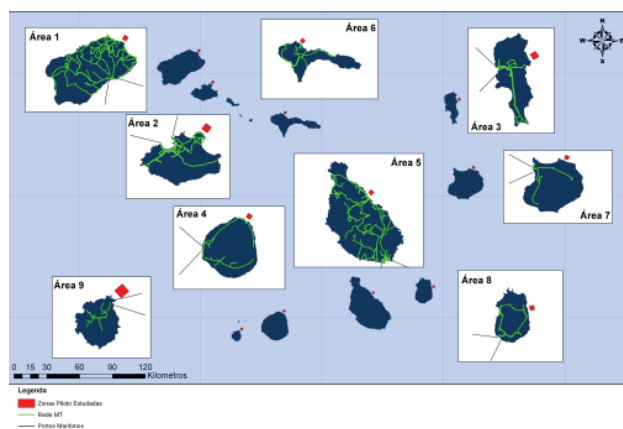 Área 1
Área 6
N
W E
S
Área 3
Área 2
Área 5
Área 4
Área 7
Área 9
Área 8
0 15 30 60 90 120
Kilometros
Legenda
Zonas Piloto Estudadas
Rede MT
Portos Marítimos